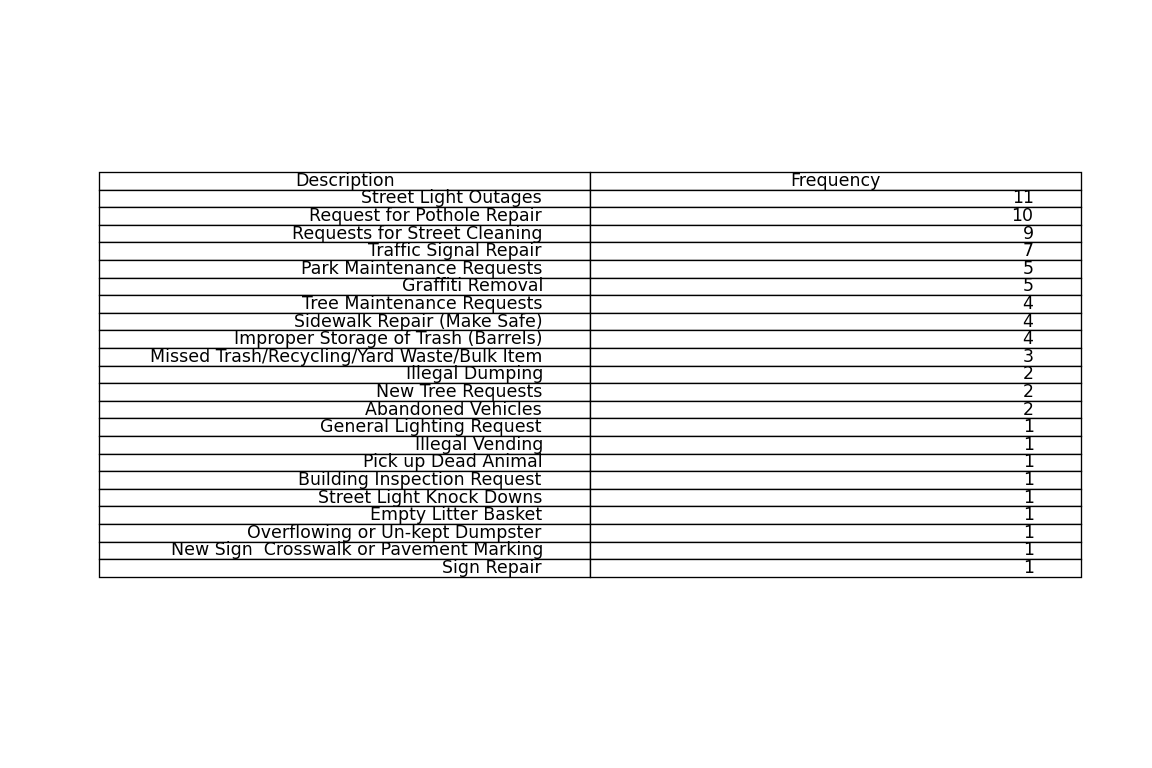 Description Frequency
Street Light Outages 11
Request for Pothole Repair 10
Requests for Street Cleaning 9
Traffic Signal Repair 7
Park Maintenance Requests 5
Graffiti Removal 5
Tree Maintenance Requests 4
Sidewalk Repair (Make Safe) 4
Improper Storage of Trash (Barrels) 4
Missed Trash/Recycling/Yard Waste/Bulk Item 3
Illegal Dumping 2
New Tree Requests 2
Abandoned Vehicles 2
General Lighting Request 1
Illegal Vending 1
Pick up Dead Animal 1
Building Inspection Request 1
Street Light Knock Downs 1
Empty Litter Basket 1
Overflowing or Un-kept Dumpster 1
New Sign  Crosswalk or Pavement Marking 1
Sign Repair 1